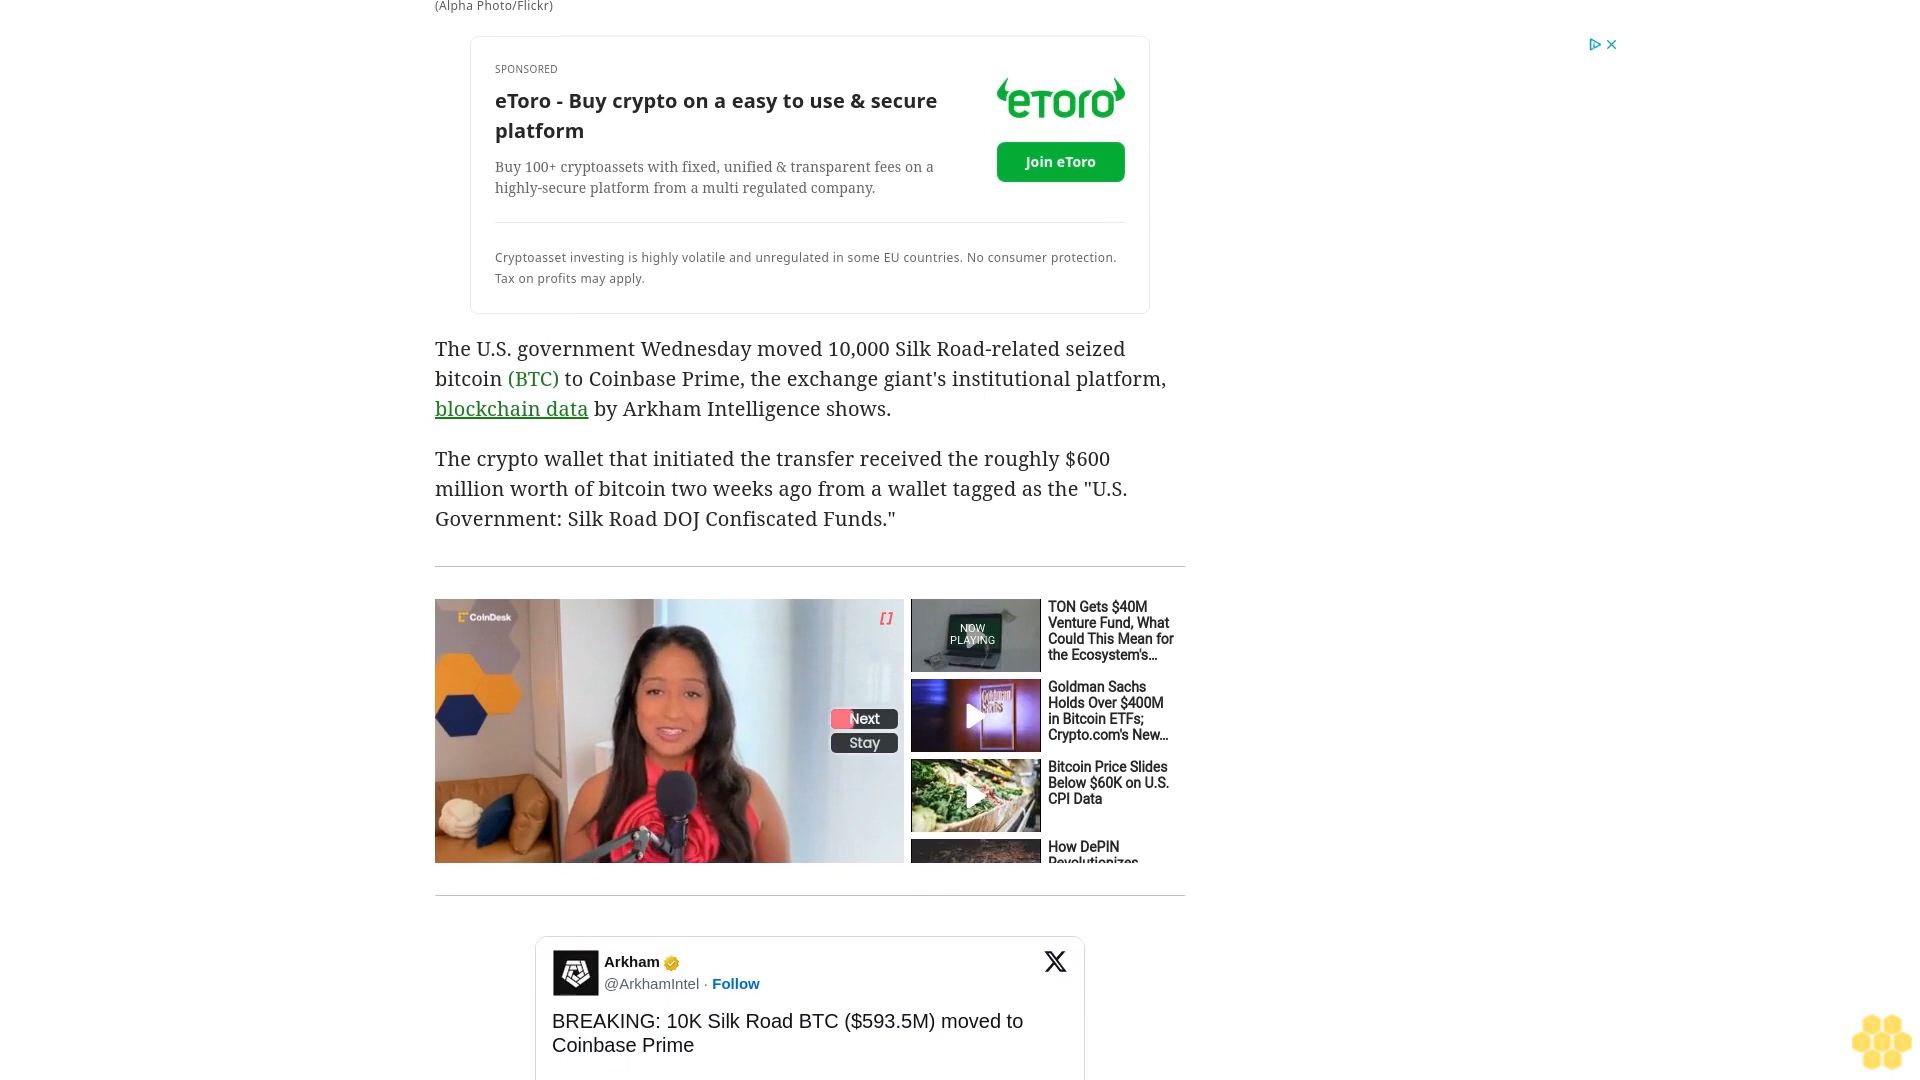 (Alpha Photo/Flickr)
SPONSORED
eToro - Buy crypto on a easy to use & secure
platform
Buy 100+ cryptoassets with fixed, unified & transparent fees on a
highly-secure platform from a multi regulated company.
eToro
Join eToro
Cryptoasset investing is highly volatile and unregulated in some EU countries. No consumer protection.
Tax on profits may apply.
The U.S. government Wednesday moved 10,000 Silk Road-related seized
bitcoin (BTC) to Coinbase Prime, the exchange giant's institutional platform,
blockchain data by Arkham Intelligence shows.
The crypto wallet that initiated the transfer received the roughly $600
million worth of bitcoin two weeks ago from a wallet tagged as the "U.S.
Government: Silk Road DOJ Confiscated Funds."
CoinDesk
[ ]
Next
Stay
NOW
PLAYING
TON Gets $40M
Venture Fund, What
Could This Mean for
the Ecosystem's...
Goldman
Sachs
Goldman Sachs
Holds Over $400M
in Bitcoin ETFs;
Crypto.com's New...
Bitcoin Price Slides
Below $60K on U.S.
CPI Data
How DePIN
Revolutionizes
Arkham
@ArkhamIntel · Follow
BREAKING: 10K Silk Road BTC ($593.5M) moved to
Coinbase Prime